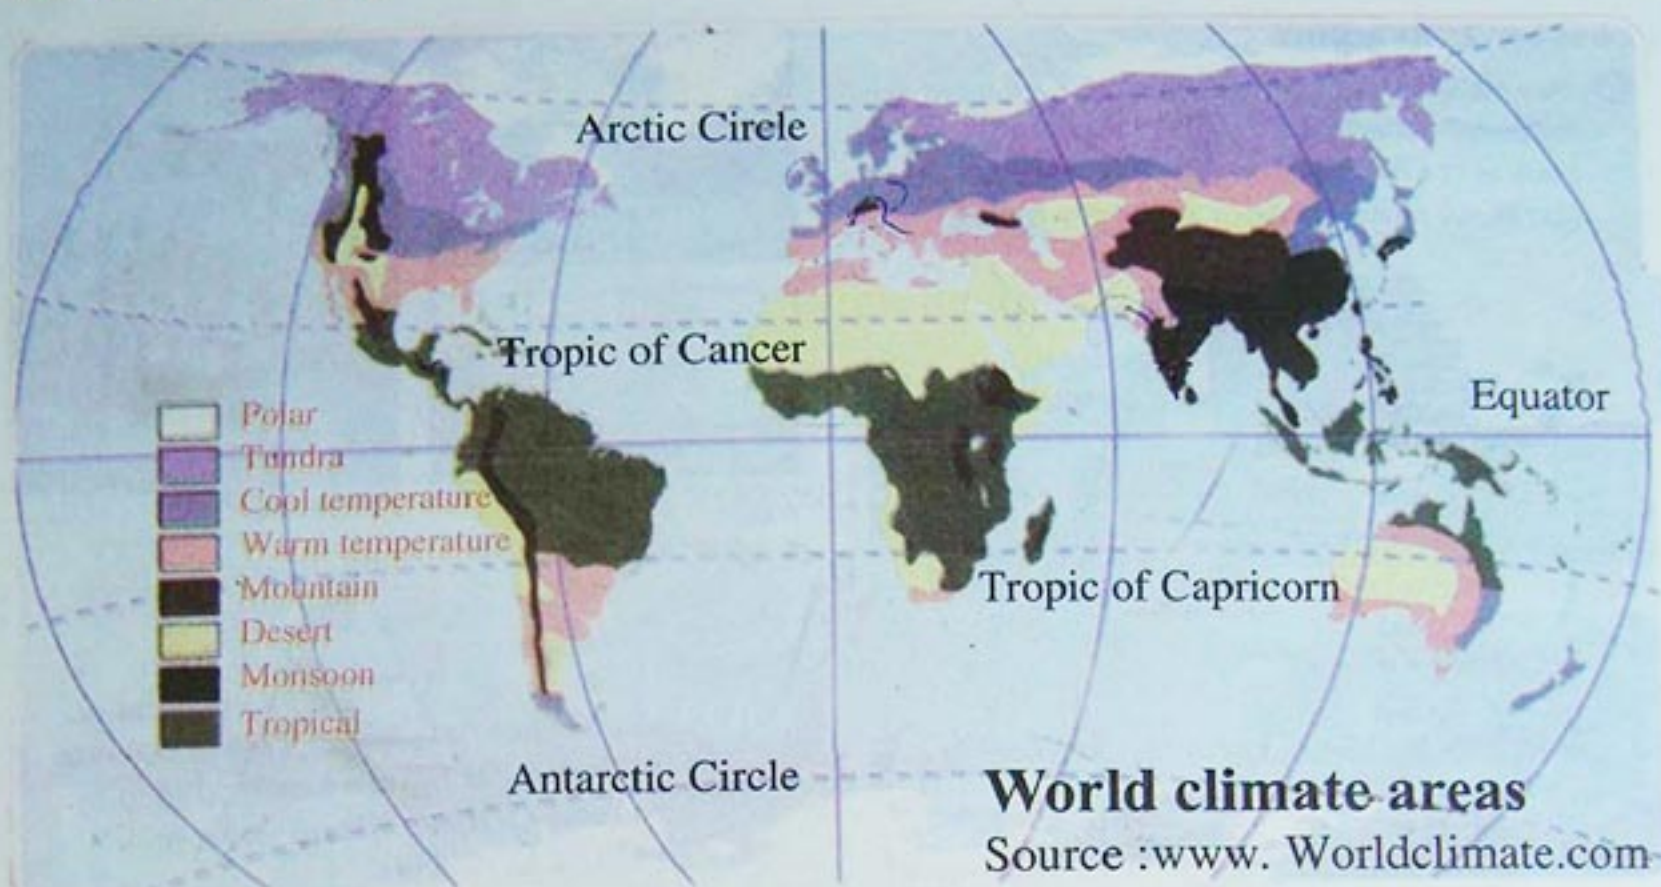 Arctic Cirele
Tropic of Cancer
Equator
Polar
Tundra
Cool temperature
Warm temperature
Mountain
Desert
Monsoon
Tropical
Tropic of Capricorn
Antarctic Circle
World climate areas
Source :www. Worldclimate.com